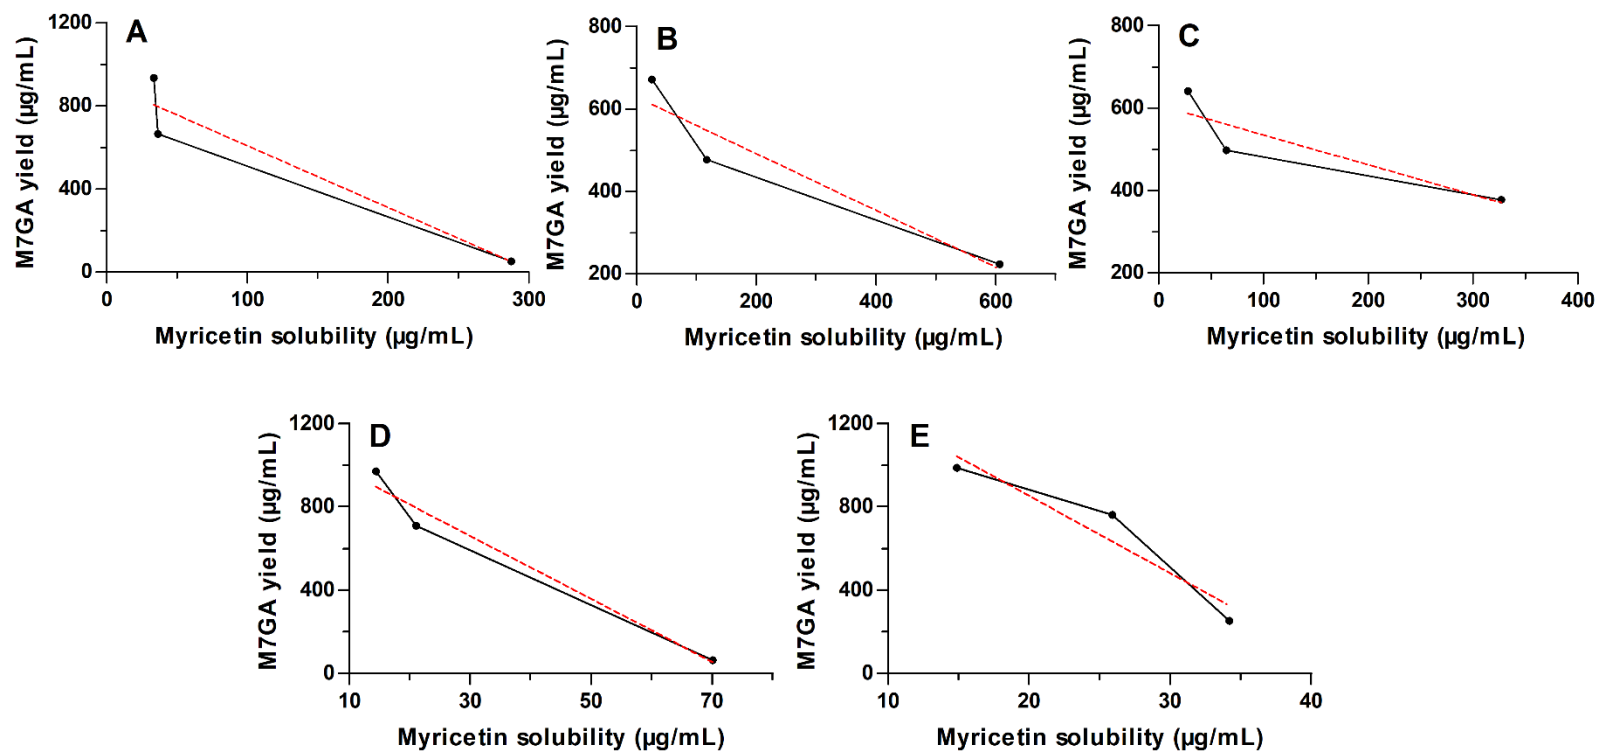 A
M7GA yield (µg/mL)
1200
800
400
0
0 100 200 300
Myricetin solubility (µg/mL)
B
M7GA yield (µg/mL)
800
600
400
200
0 200 400 600
Myricetin solubility (µg/mL)
C
M7GA yield (µg/mL)
800
600
400
200
0 100 200 300 400
Myricetin solubility (µg/mL)
D
M7GA yield (µg/mL)
1200
800
400
0
10 30 50 70
Myricetin solubility (µg/mL)
E
M7GA yield (µg/mL)
1200
800
400
0
10 20 30 40
Myricetin solubility (µg/mL)